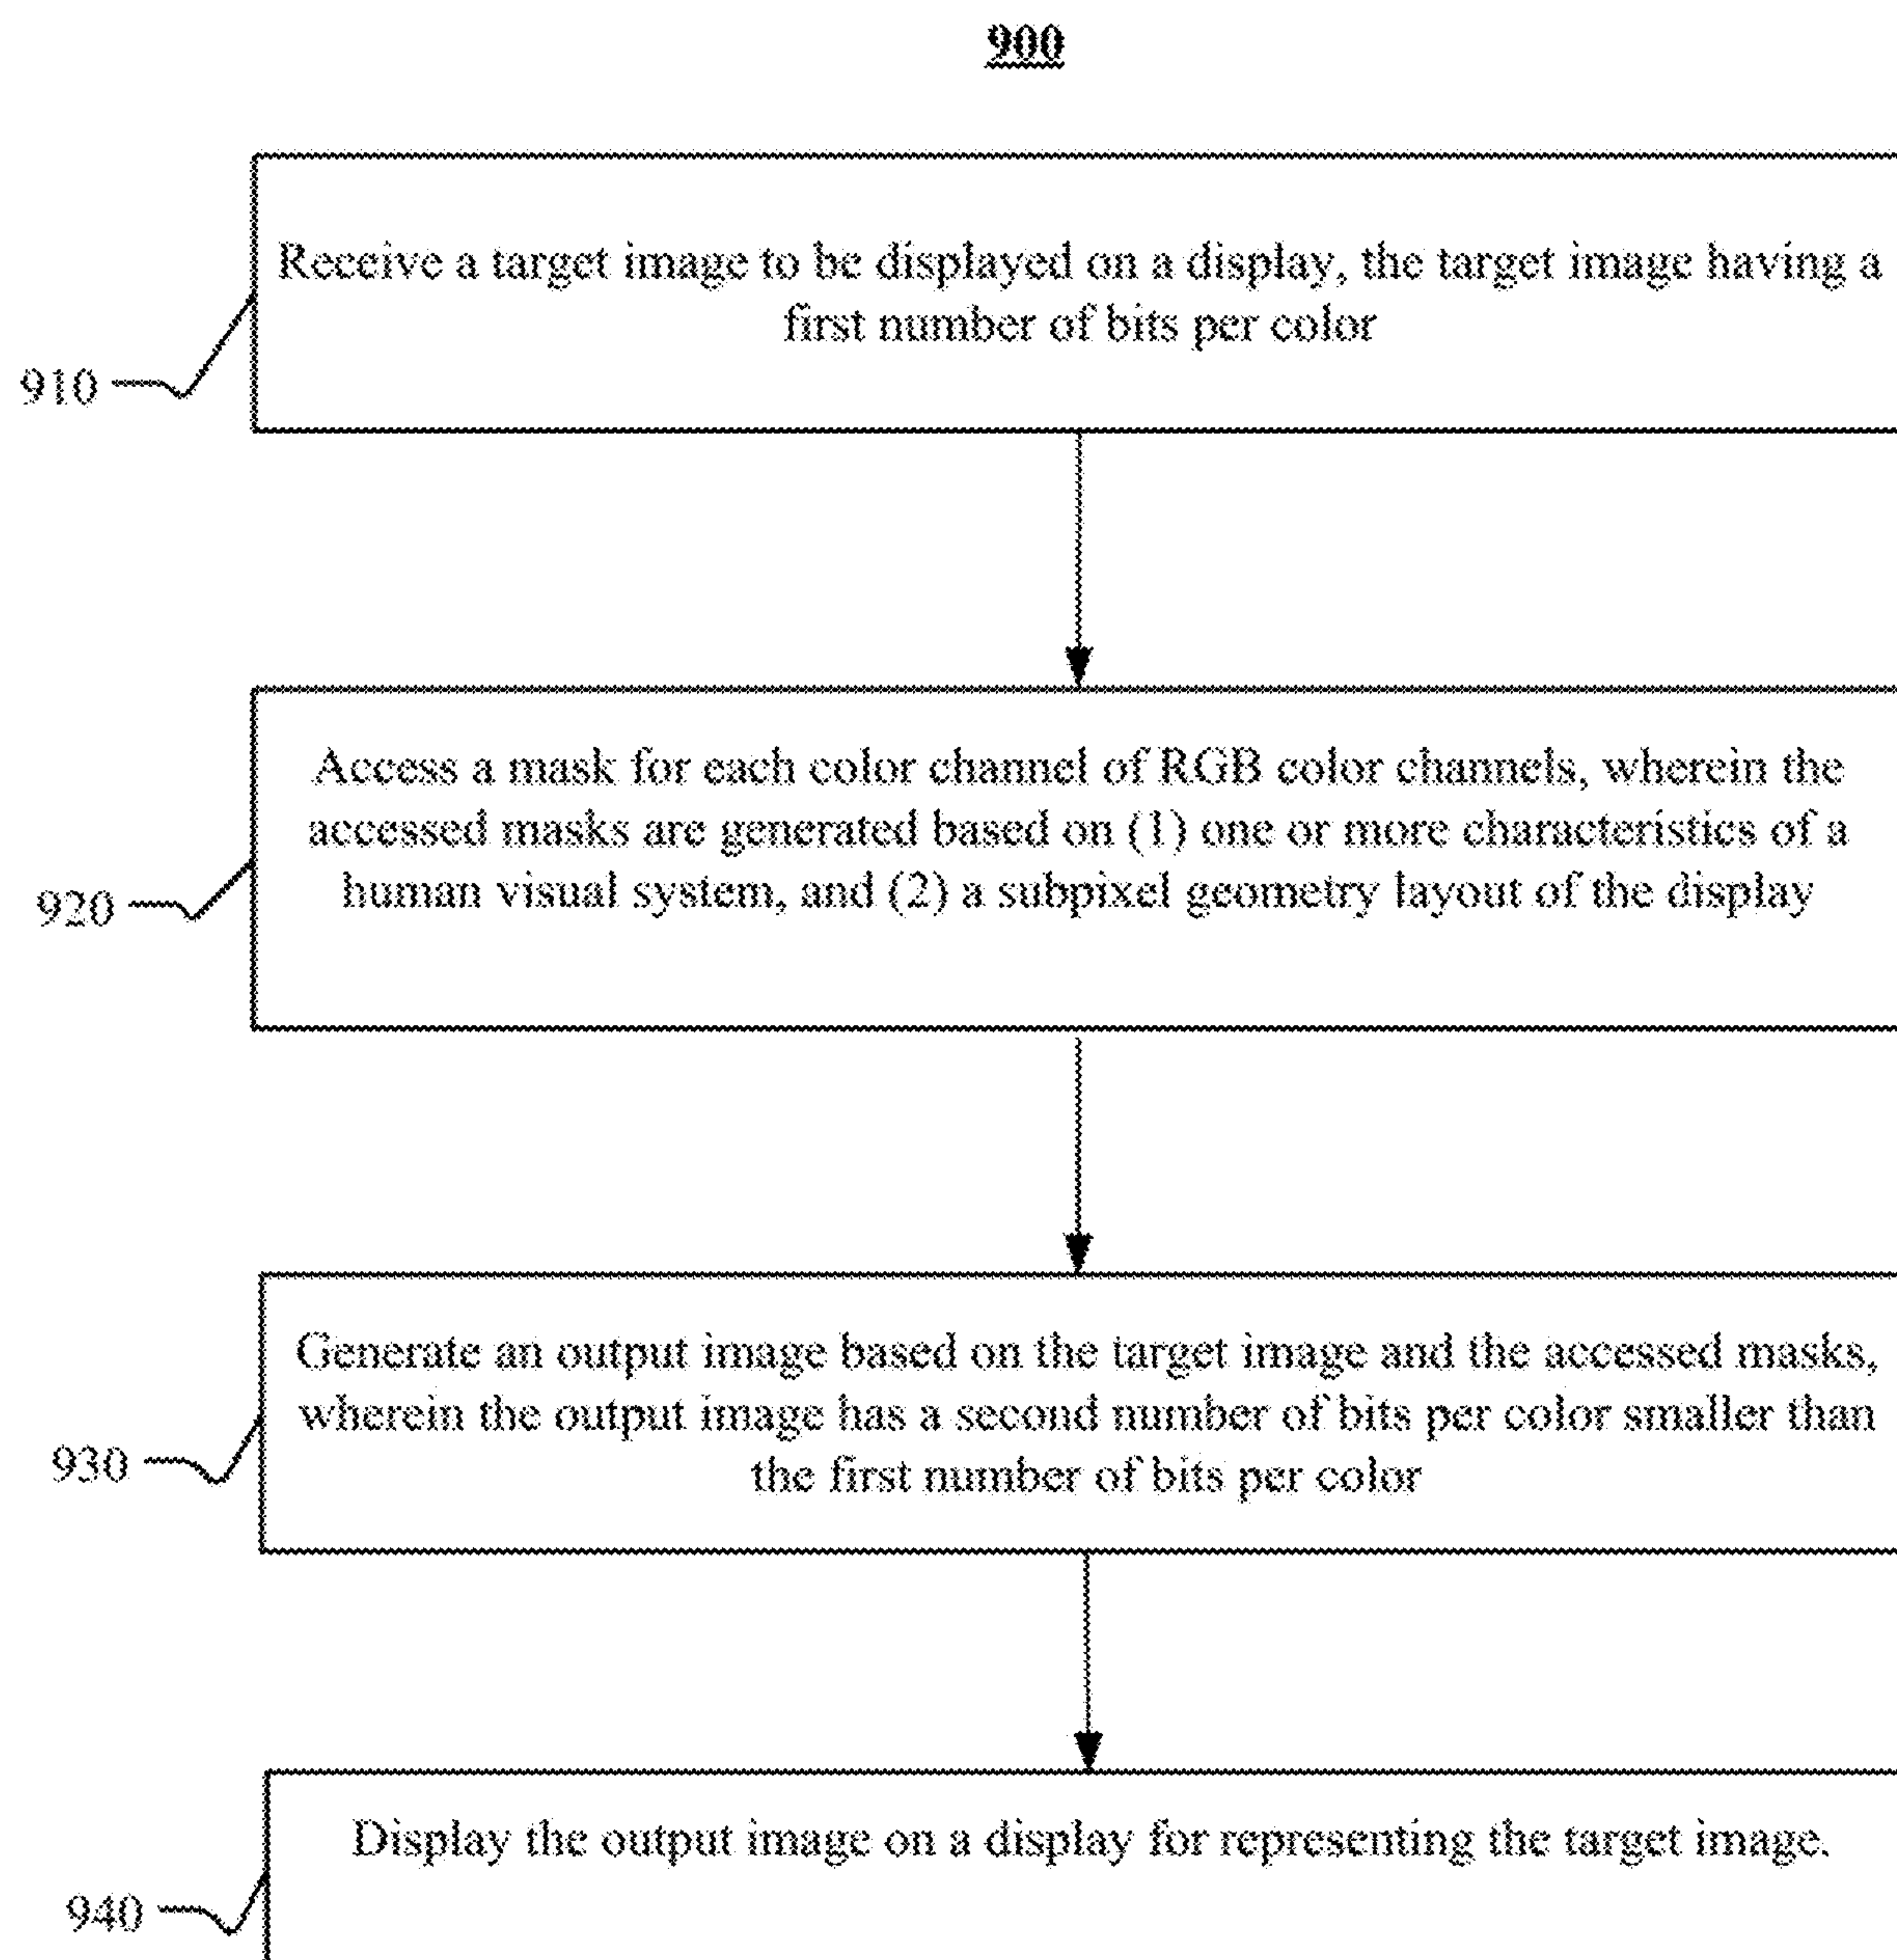 900
Receive a target image to be displayed on a display, the target image having a
first number of bits per color
910
Access a mask for each color channel of RGB color channels, wherein the
accessed masks are generated based on (1) one or more characteristics of a
human visual system, and (2) a subpixel geometry layout of the display
920
Generate an output image based on the target image and the accessed masks,
wherein the output image has a second number of bits per color smaller than
the first number of bits per color
930
Display the output image on a display for representing the target image.
940